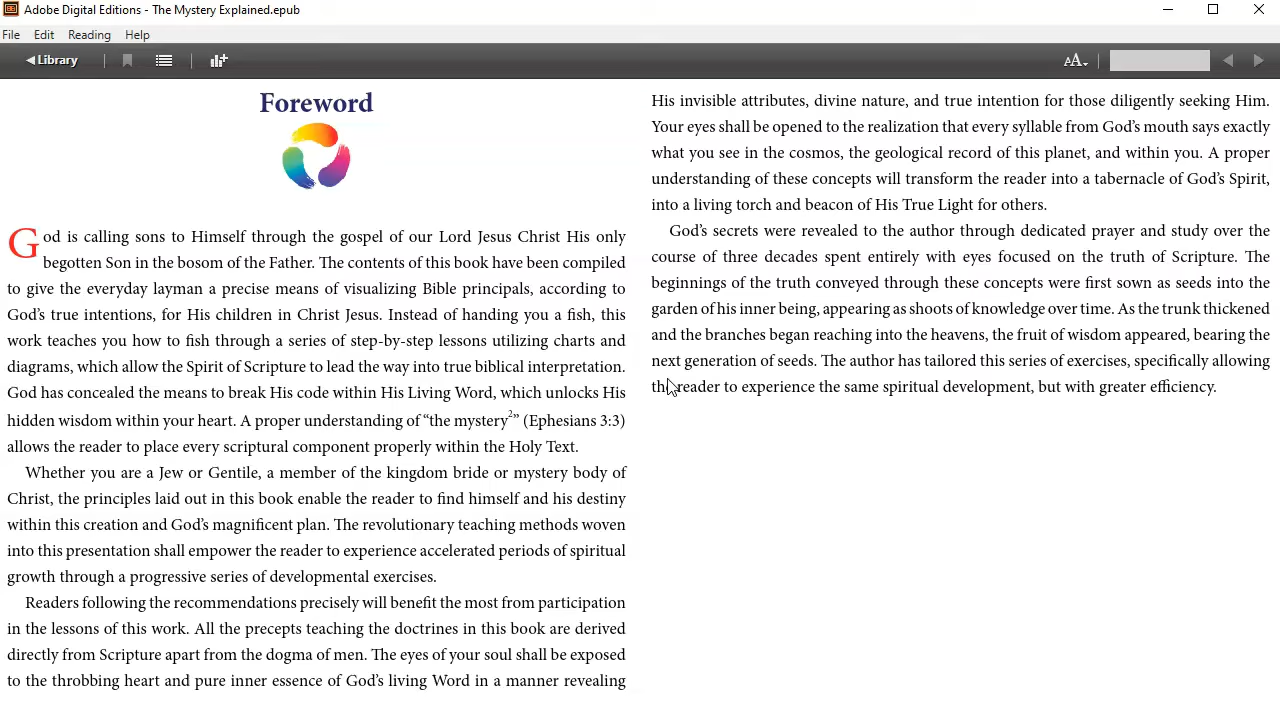 Adobe Digital Editions - The Mystery Explained.epub
File Edit Reading Help
Library
AA
Foreword
God is calling sons to Himself through the gospel of our Lord Jesus Christ His only
begotten Son in the bosom of the Father. The contents of this book have been compiled
to give the everyday layman a precise means of visualizing Bible principals, according to
God’s true intentions, for His children in Christ Jesus. Instead of handing you a fish, this
work teaches you how to fish through a series of step-by-step lessons utilizing charts and
diagrams, which allow the Spirit of Scripture to lead the way into true biblical interpretation.
God has concealed the means to break His code within His Living Word, which unlocks His
hidden wisdom within your heart. A proper understanding of “the mystery2” (Ephesians 3:3)
allows the reader to place every scriptural component properly within the Holy Text.
Whether you are a Jew or Gentile, a member of the kingdom bride or mystery body of
Christ, the principles laid out in this book enable the reader to find himself and his destiny
within this creation and God’s magnificent plan. The revolutionary teaching methods woven
into this presentation shall empower the reader to experience accelerated periods of spiritual
growth through a progressive series of developmental exercises.
Readers following the recommendations precisely will benefit the most from participation
in the lessons of this work. All the precepts teaching the doctrines in this book are derived
directly from Scripture apart from the dogma of men. The eyes of your soul shall be exposed
to the throbbing heart and pure inner essence of God’s living Word in a manner revealing
His invisible attributes, divine nature, and true intention for those diligently seeking Him.
Your eyes shall be opened to the realization that every syllable from God’s mouth says exactly
what you see in the cosmos, the geological record of this planet, and within you. A proper
understanding of these concepts will transform the reader into a tabernacle of God’s Spirit,
into a living torch and beacon of His True Light for others.
God’s secrets were revealed to the author through dedicated prayer and study over the
course of three decades spent entirely with eyes focused on the truth of Scripture. The
beginnings of the truth conveyed through these concepts were first sown as seeds into the
garden of his inner being, appearing as shoots of knowledge over time. As the trunk thickened
and the branches began reaching into the heavens, the fruit of wisdom appeared, bearing the
next generation of seeds. The author has tailored this series of exercises, specifically allowing
the reader to experience the same spiritual development, but with greater efficiency.